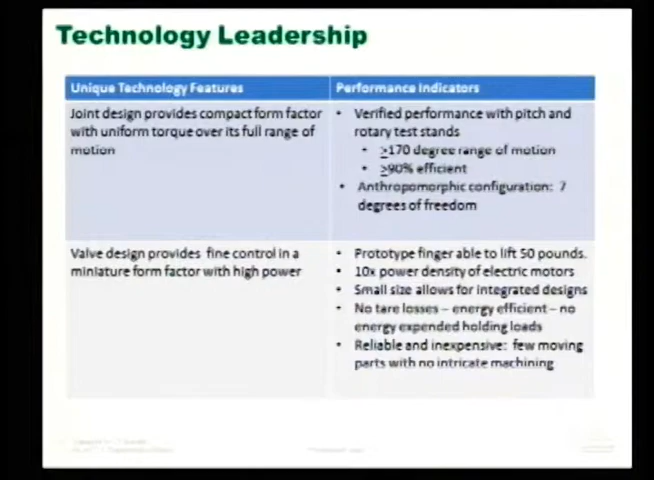 Technology Leadership
Unique Technology Features
Performance Indicators
Joint design provides compact form factor
with uniform torque over its full range of
motion
• Verified performance with pitch and
rotary test stands
• ≥170 degree range of motion
• ≥90% efficient
• Anthropomorphic configuration: 7
degrees of freedom
Valve design provides fine control in a
miniature form factor with high power
• Prototype finger able to lift 50 pounds.
• 10x power density of electric motors
• Small size allows for integrated designs
• No tare losses – energy efficient – no
energy expended holding loads
• Reliable and inexpensive: few moving
parts with no intricate machining